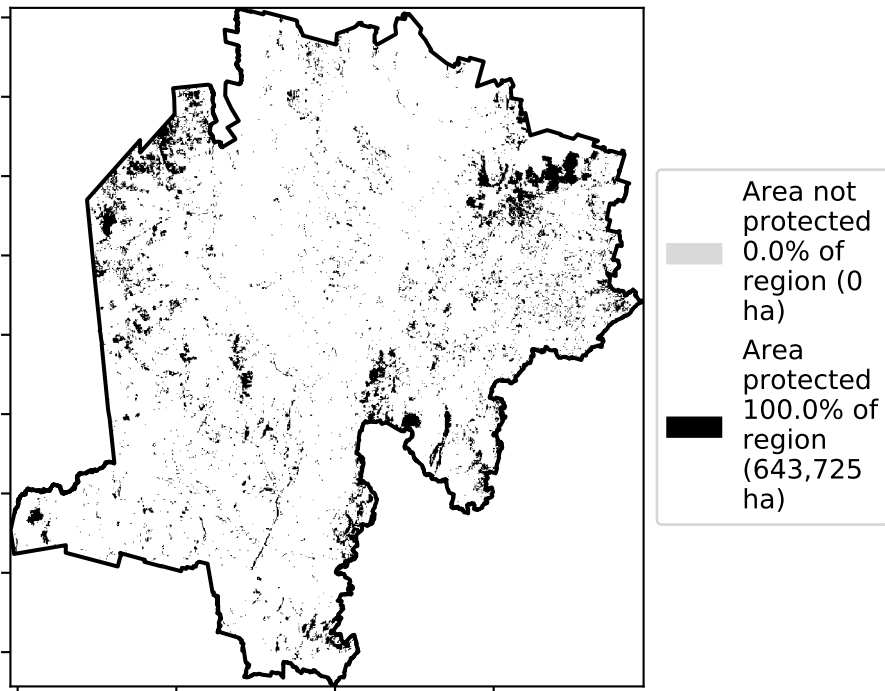 Area not
protected
0.0% of
region (0
ha)
Area
protected
100.0% of
region
(643,725
ha)